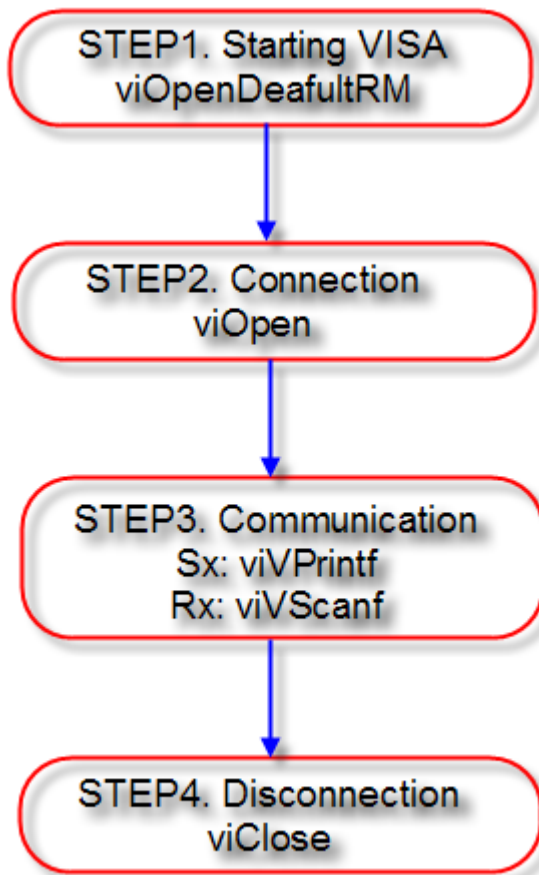 STEP1. Starting VISA
viOpenDeafultRM
STEP2. Connection
viOpen
STEP3. Communication
Sx: viVPrintf
Rx: viVScanf
STEP4. Disconnection
viClose